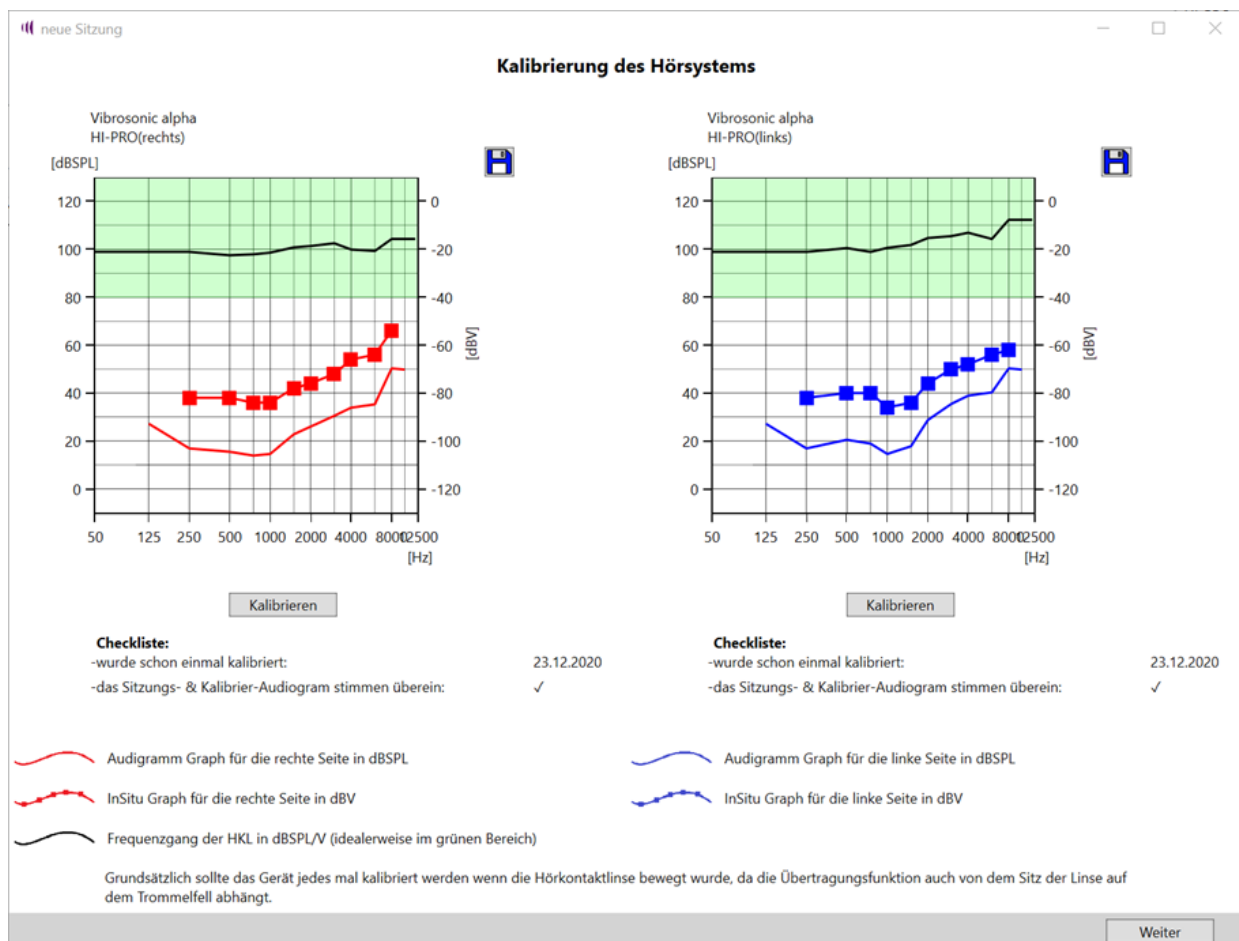 neue Sitzung
Kalibrierung des Hörsystems
Vibrosonic alpha
HI-PRO(rechts)
[dBSPL]
120
100
80
60
40
20
0
0
-20
-40
-60
-80
-100
-120
[dBV]
50 125 250 500 1000 2000 4000 8000 12500
[Hz]
Kalibrieren
Checkliste:
-wurde schon einmal kalibriert: 23.12.2020
-das Sitzungs- & Kalibrier-Audiogram stimmen überein: ✓
Vibrosonic alpha
HI-PRO(links)
[dBSPL]
120
100
80
60
40
20
0
0
-20
-40
-60
-80
-100
-120
[dBV]
50 125 250 500 1000 2000 4000 8000 12500
[Hz]
Kalibrieren
Checkliste:
-wurde schon einmal kalibriert: 23.12.2020
-das Sitzungs- & Kalibrier-Audiogram stimmen überein: ✓
Audigramm Graph für die rechte Seite in dBSPL
InSitu Graph für die rechte Seite in dBV
Frequenzgang der HKL in dBSPL/V (idealerweise im grünen Bereich)
Audigramm Graph für die linke Seite in dBSPL
InSitu Graph für die linke Seite in dBV
Grundsätzlich sollte das Gerät jedes mal kalibriert werden wenn die Hörkontaktlinse bewegt wurde, da die Übertragungsfunktion auch von dem Sitz der Linse auf
dem Trommelfell abhängt.
Weiter